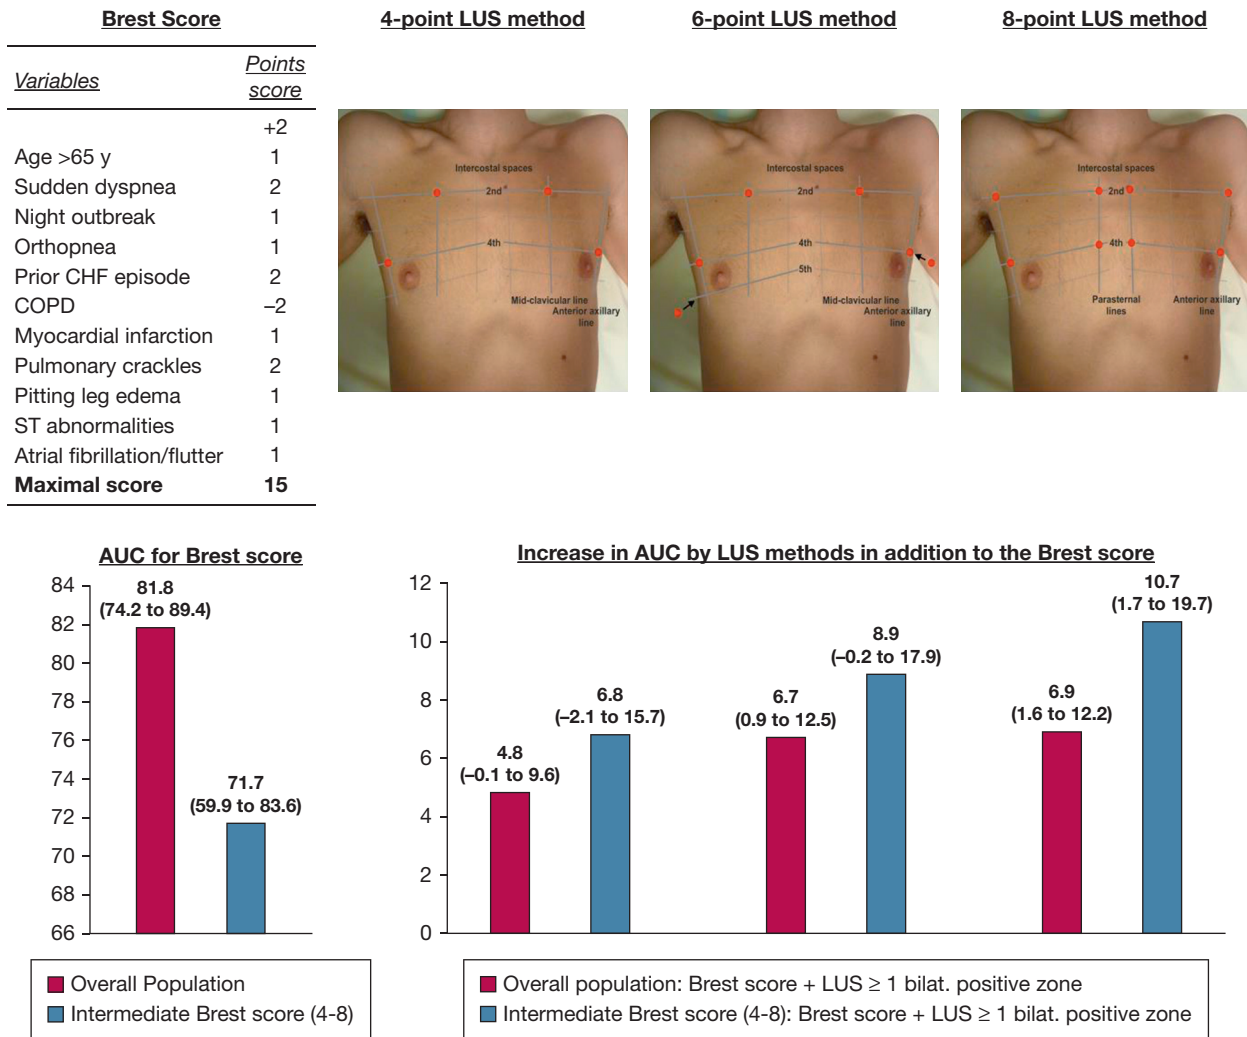 Brest Score
Variables Points score
+2
Age >65 y 1
Sudden dyspnea 2
Night outbreak 1
Orthopnea 1
Prior CHF episode 2
COPD –2
Myocardial infarction 1
Pulmonary crackles 2
Pitting leg edema 1
ST abnormalities 1
Atrial fibrillation/flutter 1
Maximal score 15
4-point LUS method
Intercostal spaces
2nd
4th
Mid-clavicular line
Anterior axillary
line
6-point LUS method
Intercostal spaces
2nd
4th
5th
Mid-clavicular line
Anterior axillary
line
8-point LUS method
Intercostal spaces
2nd
4th
Parasternal
lines
Anterior axillary
line
AUC for Brest score
84
82
80
78
76
74
72
70
68
66
81.8
(74.2 to 89.4)
71.7
(59.9 to 83.6)
Overall Population
Intermediate Brest score (4-8)
Increase in AUC by LUS methods in addition to the Brest score
12
10
8
6
4
2
0
4.8
(–0.1 to 9.6)
6.8
(–2.1 to 15.7)
6.7
(0.9 to 12.5)
8.9
(–0.2 to 17.9)
6.9
(1.6 to 12.2)
10.7
(1.7 to 19.7)
Overall population: Brest score + LUS ≥ 1 bilat. positive zone
Intermediate Brest score (4-8): Brest score + LUS ≥ 1 bilat. positive zone